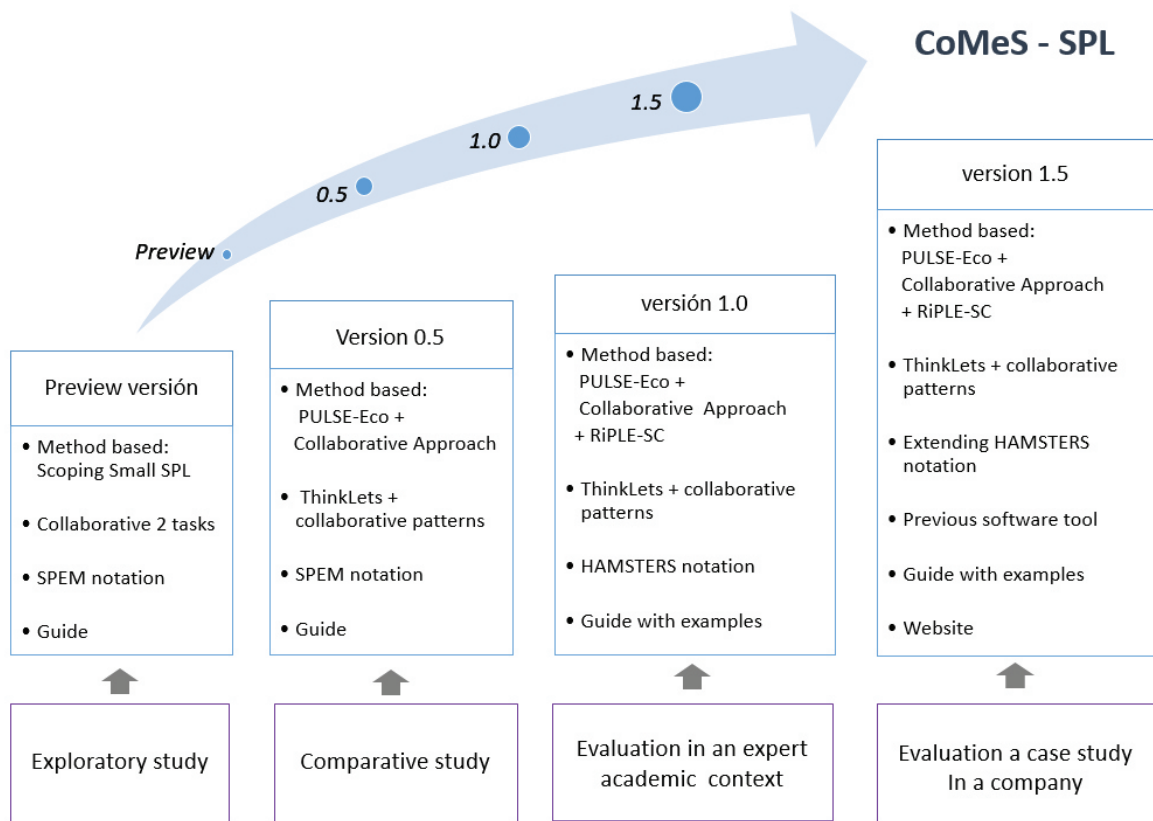 CoMeS - SPL
1.5
1.0
0.5
Preview
Preview versión
• Method based:
Scoping Small SPL
• Collaborative 2 tasks
• SPEM notation
• Guide
Version 0.5
• Method based:
PULSE-Eco +
Collaborative Approach
• ThinkLets +
collaborative patterns
• SPEM notation
• Guide
versión 1.0
• Method based:
PULSE-Eco +
Collaborative Approach
+ RiPLE-SC
• ThinkLets + collaborative
patterns
• HAMSTERS notation
• Guide with examples
version 1.5
• Method based:
PULSE-Eco +
Collaborative Approach
+ RiPLE-SC
• ThinkLets + collaborative
patterns
• Extending HAMSTERS
notation
• Previous software tool
• Guide with examples
• Website
Exploratory study
Comparative study
Evaluation in an expert
academic context
Evaluation a case study
In a company